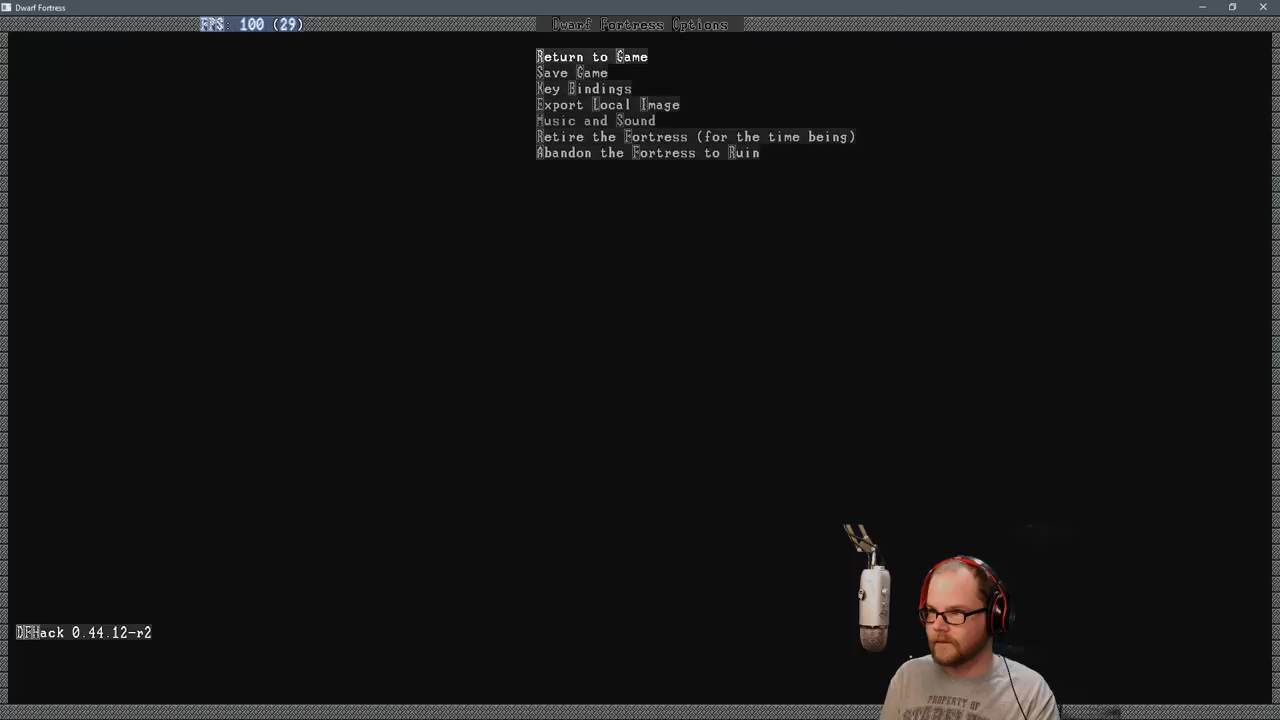 Dwarf Fortress
FPS: 100 (29)
Dwarf Fortress Options
Return to Game
Save Game
Key Bindings
Export Local Image
Music and Sound
Retire the Fortress (for the time being)
Abandon the Fortress to Ruin
DFHack 0.44.12-r2
PROPERTY OF